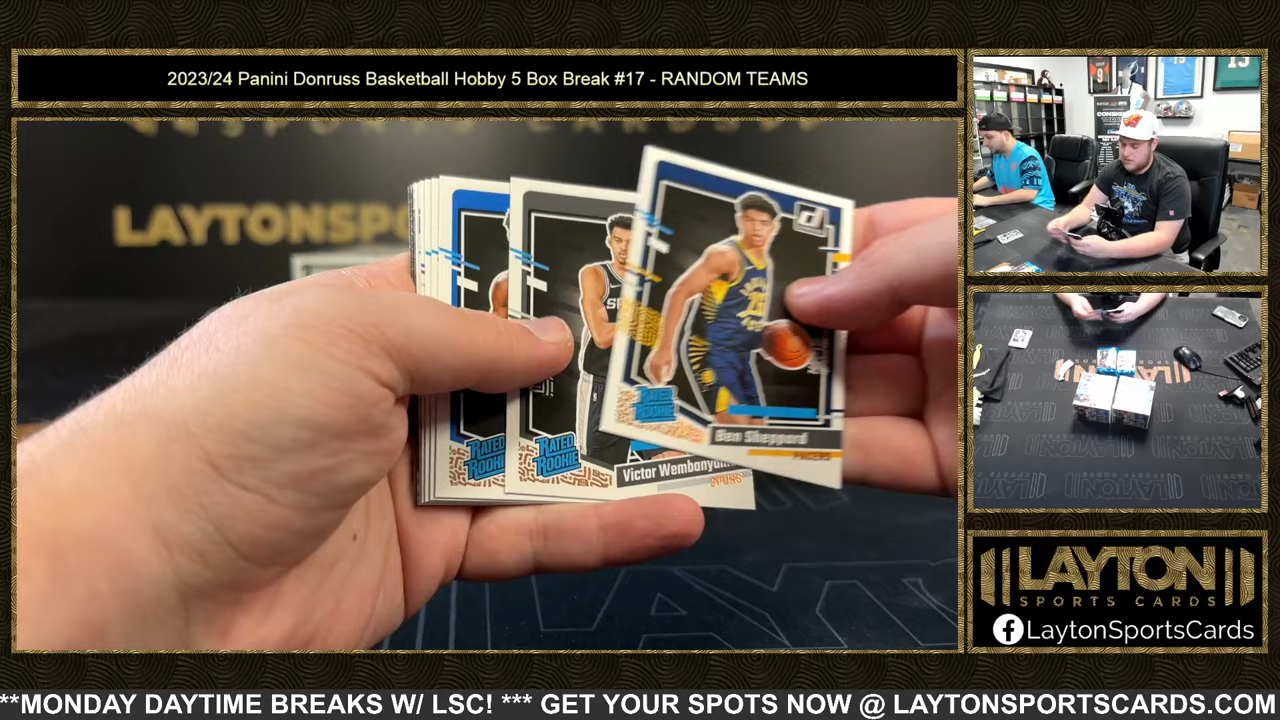 2023/24 Panini Donruss Basketball Hobby 5 Box Break #17 - RANDOM TEAMS
LAYTONSPO
RATED
ROOKIE
RATED
ROOKIE
Victor Wembanyama
SPURS
RATED
ROOKIE
Ben Sheppard
PACERS
LAYTON
SPORTS CARDS
LaytonSportsCards
**MONDAY DAYTIME BREAKS W/ LSC! *** GET YOUR SPOTS NOW @ LAYTONSPORTSCARDS.COM